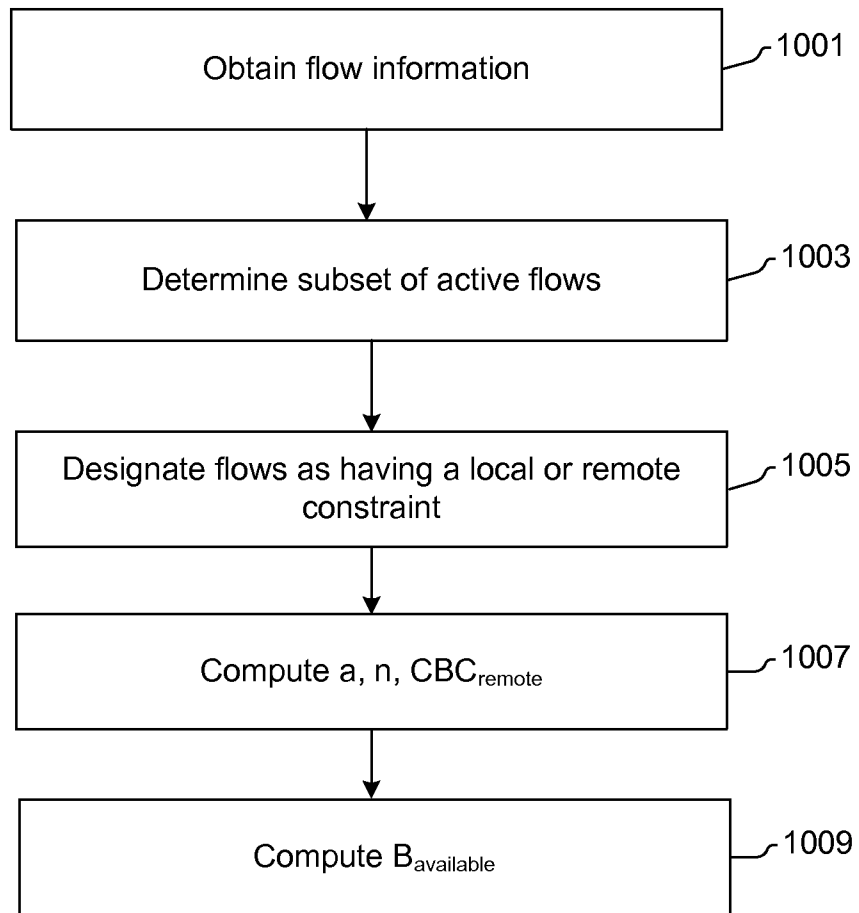 Obtain flow information
1001
Determine subset of active flows
1003
Designate flows as having a local or remote
constraint
1005
Compute a, n, CBCremote
1007
Compute Bavailable
1009